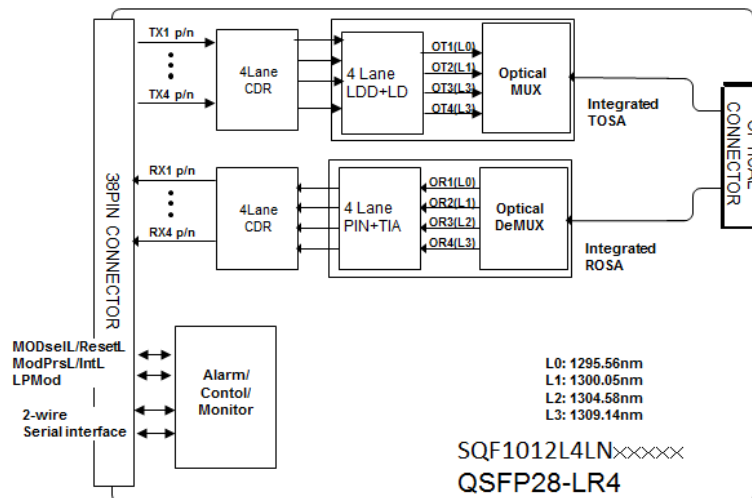 TX1 p/n
TX4 p/n
4Lane
CDR
4 Lane
LDD+LD
OT1(L0)
OT2(L1)
OT3(L3)
OT4(L3)
Optical
MUX
Integrated
TOSA
OPTICAL
CONNECTOR
38PIN CONNECTOR
RX1 p/n
RX4 p/n
4Lane
CDR
4 Lane
PIN+TIA
OR1(L0)
OR2(L1)
OR3(L2)
OR4(L3)
Optical
DeMUX
Integrated
ROSA
MODselL/ResetL
ModPrsL/IntL
LPMod
2-wire
Serial interface
Alarm/
Contol/
Monitor
L0: 1295.56nm
L1: 1300.05nm
L2: 1304.58nm
L3: 1309.14nm
SQF1012L4LN×××××
QSFP28-LR4